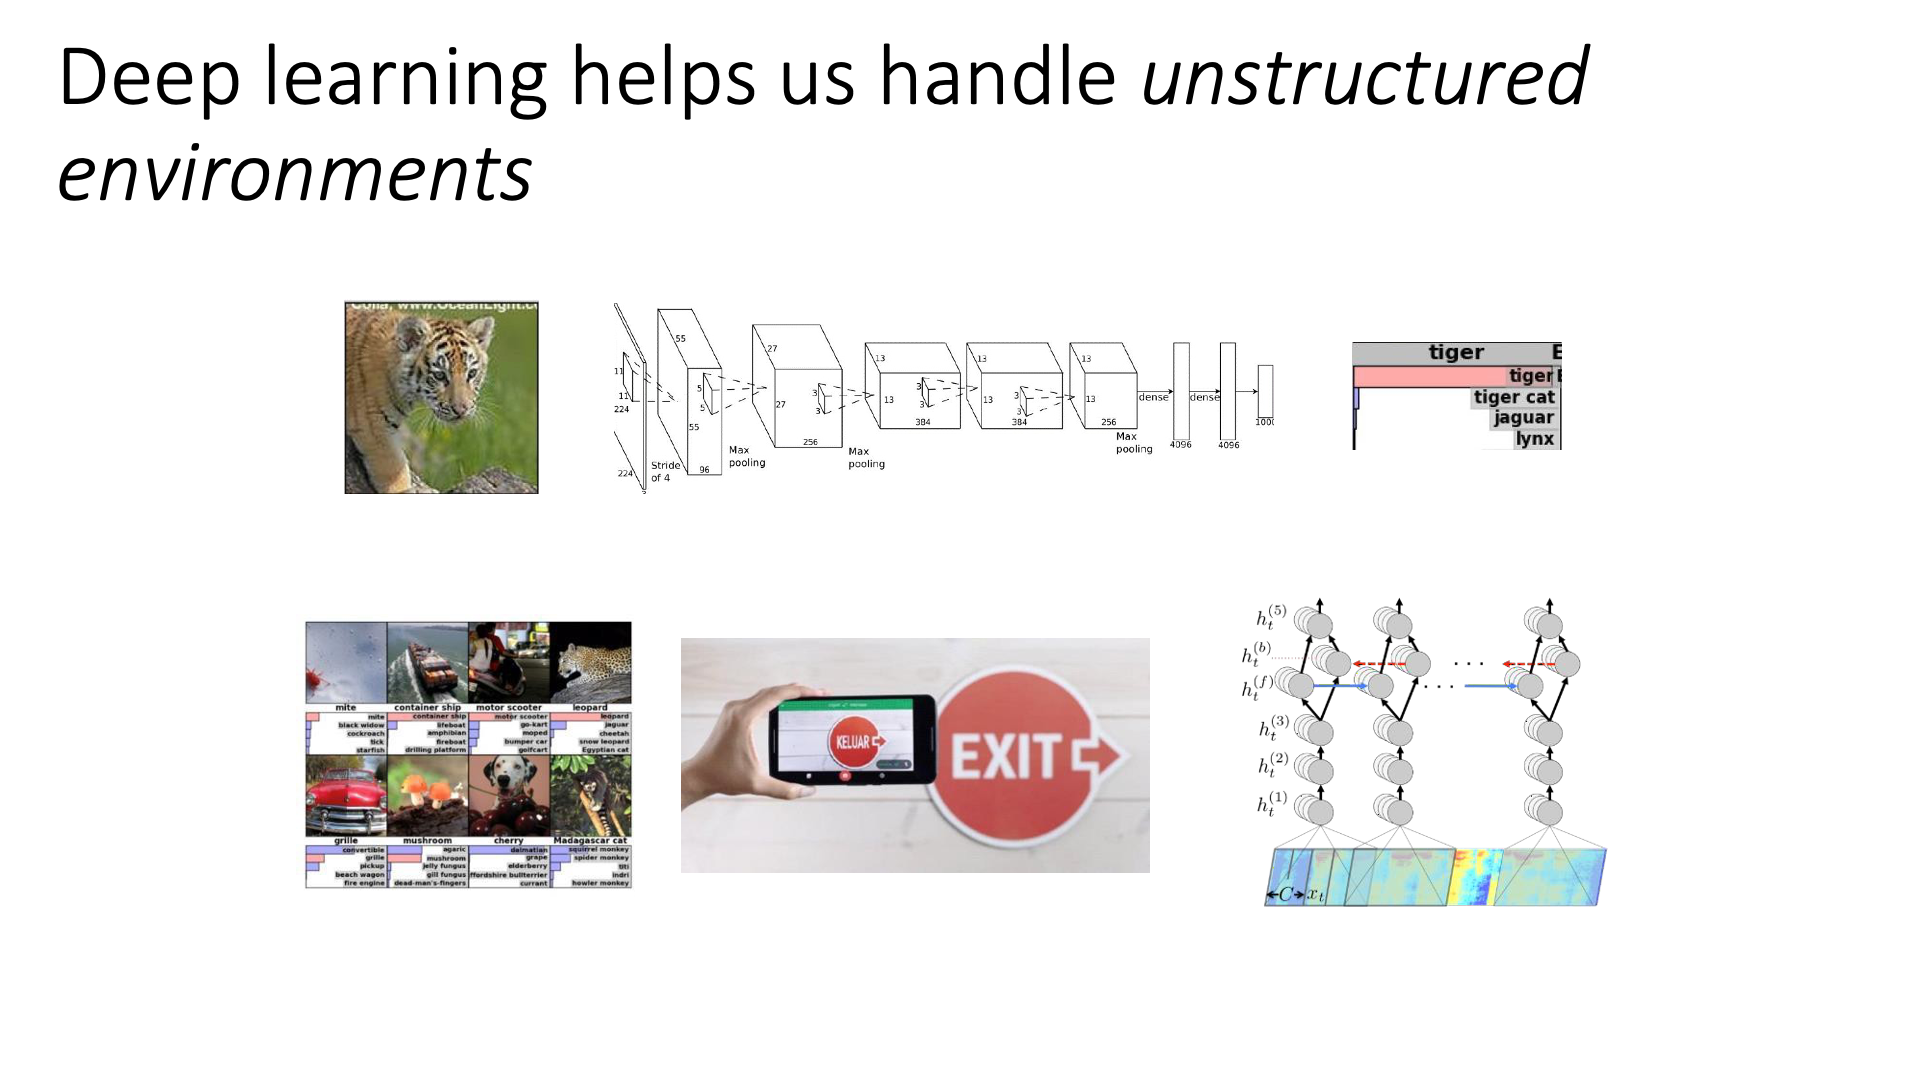 Deep learning helps us handle unstructured
environments
tiger
tiger
tiger cat
jaguar
lynx
55
27
13
13
13
11
5
3
3
11
5
27
3
13
3
13
3
13
224
55
3
3
dense
dense
256
384
384
256
1000
224
Stride
of 4
96
Max
pooling
Max
pooling
Max
pooling
4096
4096
mite
container ship
motor scooter
leopard
mite
black widow
cockroach
tick
starfish
container ship
lifeboat
amphibian
fireboat
drilling platform
motor scooter
go-kart
moped
bumper car
golfcart
leopard
jaguar
cheetah
snow leopard
Egyptian cat
grille
mushroom
cherry
Madagascar cat
convertible
grille
pickup
beach wagon
fire engine
agaric
mushroom
jelly fungus
gill fungus
dead-man's-fingers
dalmatian
grape
elderberry
ffordshire bullterrier
currant
squirrel monkey
spider monkey
titi
indri
howler monkey
KELUAR
EXIT
h_t^(5)
h_t^(b)
h_t^(f)
h_t^(3)
h_t^(2)
h_t^(1)
C x_t